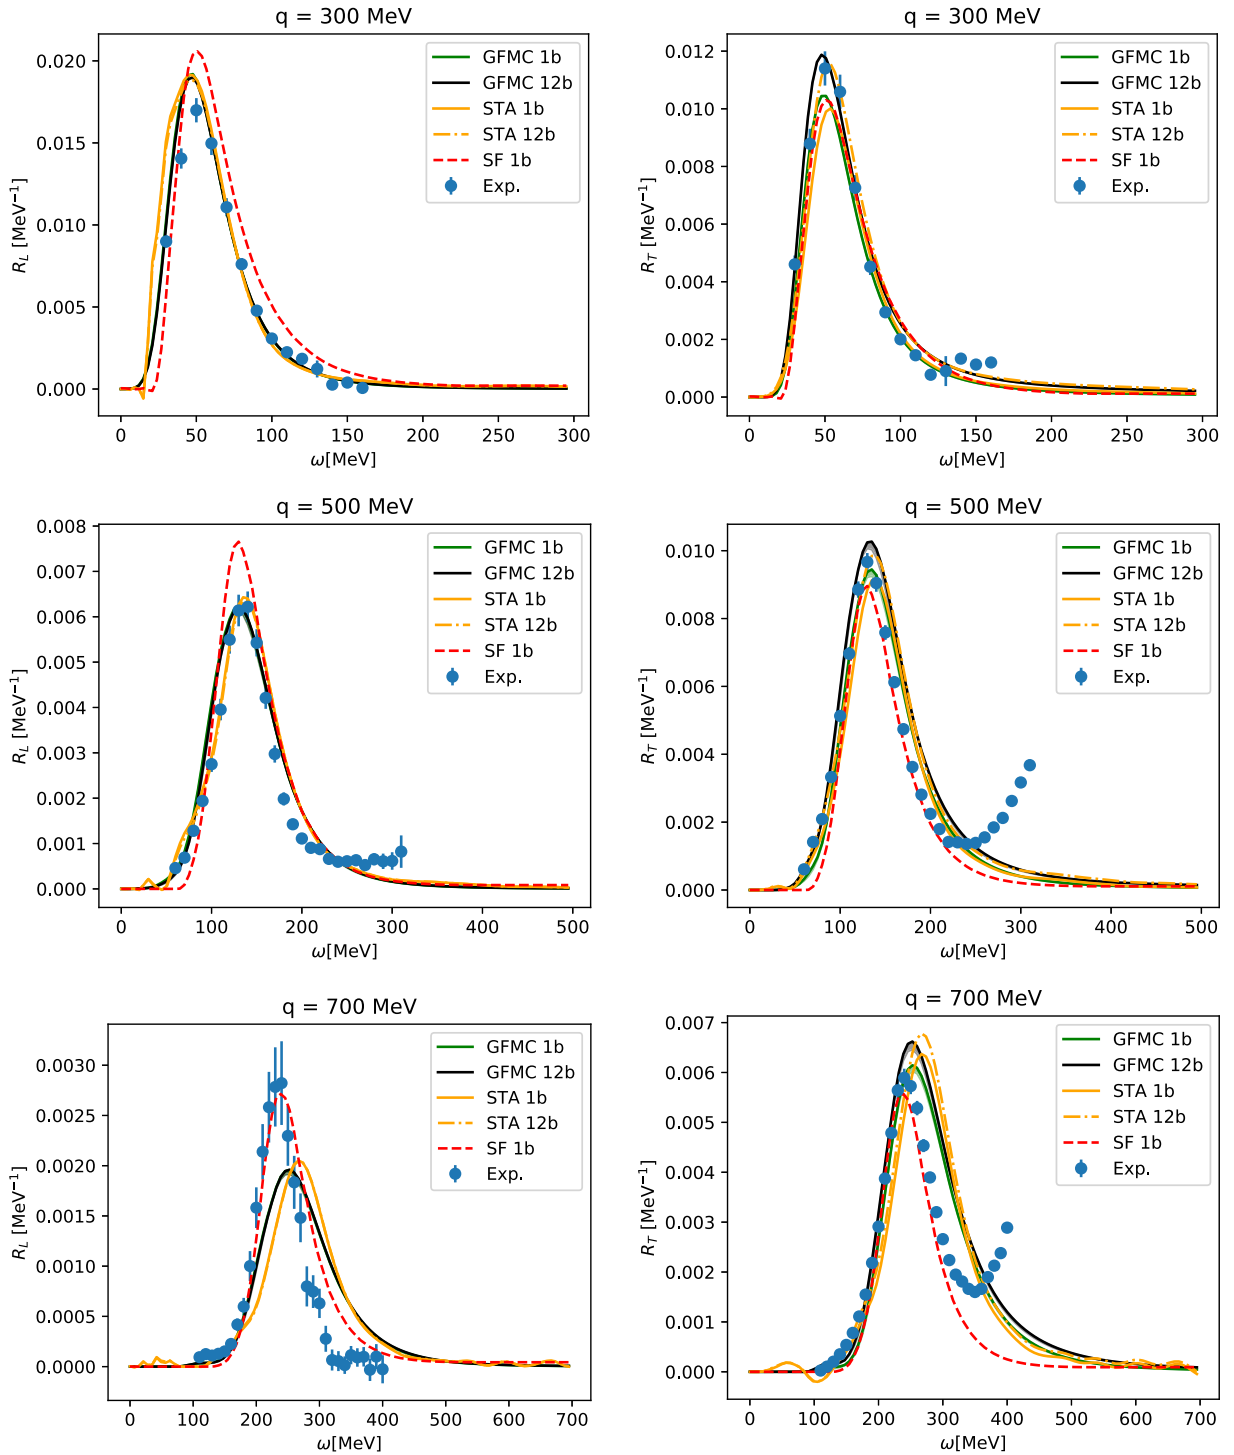 q = 300 MeV
R_L [MeV⁻¹]
0.020
0.015
0.010
0.005
0.000
GFMC 1b
GFMC 12b
STA 1b
STA 12b
SF 1b
Exp.
0 50 100 150 200 250 300
ω[MeV]
q = 300 MeV
R_T [MeV⁻¹]
0.012
0.010
0.008
0.006
0.004
0.002
0.000
GFMC 1b
GFMC 12b
STA 1b
STA 12b
SF 1b
Exp.
0 50 100 150 200 250 300
ω[MeV]
q = 500 MeV
R_L [MeV⁻¹]
0.008
0.007
0.006
0.005
0.004
0.003
0.002
0.001
0.000
GFMC 1b
GFMC 12b
STA 1b
STA 12b
SF 1b
Exp.
0 100 200 300 400 500
ω[MeV]
q = 500 MeV
R_T [MeV⁻¹]
0.010
0.008
0.006
0.004
0.002
0.000
GFMC 1b
GFMC 12b
STA 1b
STA 12b
SF 1b
Exp.
0 100 200 300 400 500
ω[MeV]
q = 700 MeV
R_L [MeV⁻¹]
0.0030
0.0025
0.0020
0.0015
0.0010
0.0005
0.0000
GFMC 1b
GFMC 12b
STA 1b
STA 12b
SF 1b
Exp.
0 100 200 300 400 500 600 700
ω[MeV]
q = 700 MeV
R_T [MeV⁻¹]
0.007
0.006
0.005
0.004
0.003
0.002
0.001
0.000
GFMC 1b
GFMC 12b
STA 1b
STA 12b
SF 1b
Exp.
0 100 200 300 400 500 600 700
ω[MeV]